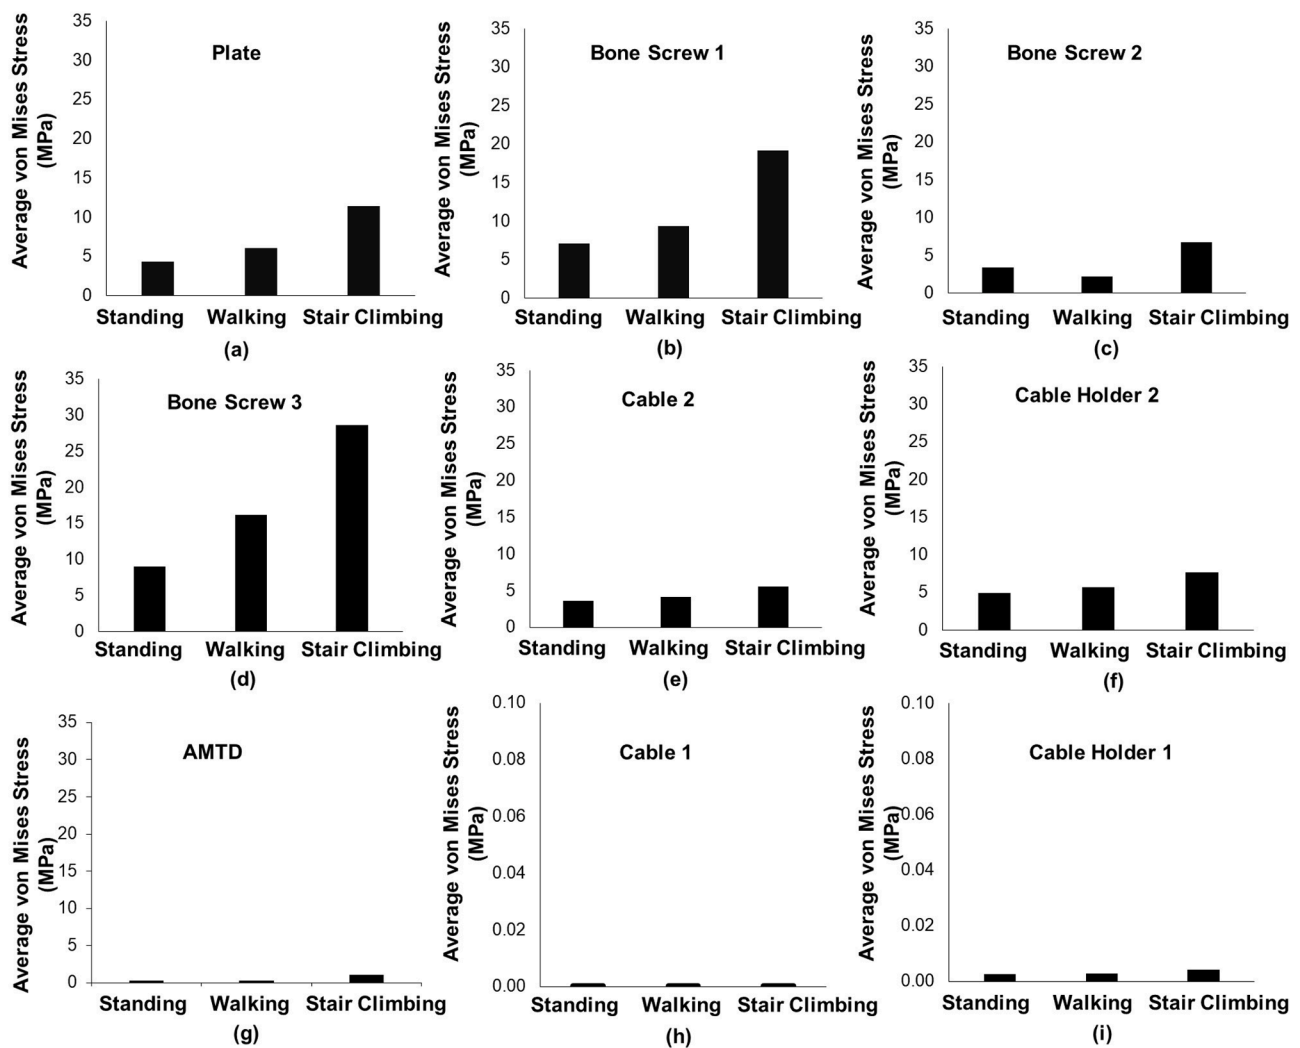 Average von Mises Stress
(MPa)
35
30
25
20
15
10
5
0
Plate
Standing Walking Stair Climbing
(a)
Average von Mises Stress
(MPa)
35
30
25
20
15
10
5
0
Bone Screw 1
Standing Walking Stair Climbing
(b)
Average von Mises Stress
(MPa)
35
30
25
20
15
10
5
0
Bone Screw 2
Standing Walking Stair Climbing
(c)
Average von Mises Stress
(MPa)
35
30
25
20
15
10
5
0
Bone Screw 3
Standing Walking Stair Climbing
(d)
Average von Mises Stress
(MPa)
35
30
25
20
15
10
5
0
Cable 2
Standing Walking Stair Climbing
(e)
Average von Mises Stress
(MPa)
35
30
25
20
15
10
5
0
Cable Holder 2
Standing Walking Stair Climbing
(f)
Average von Mises Stress
(MPa)
35
30
25
20
15
10
5
0
AMTD
Standing Walking Stair Climbing
(g)
Average von Mises Stress
(MPa)
0.10
0.08
0.06
0.04
0.02
0.00
Cable 1
Standing Walking Stair Climbing
(h)
Average von Mises Stress
(MPa)
0.10
0.08
0.06
0.04
0.02
0.00
Cable Holder 1
Standing Walking Stair Climbing
(i)